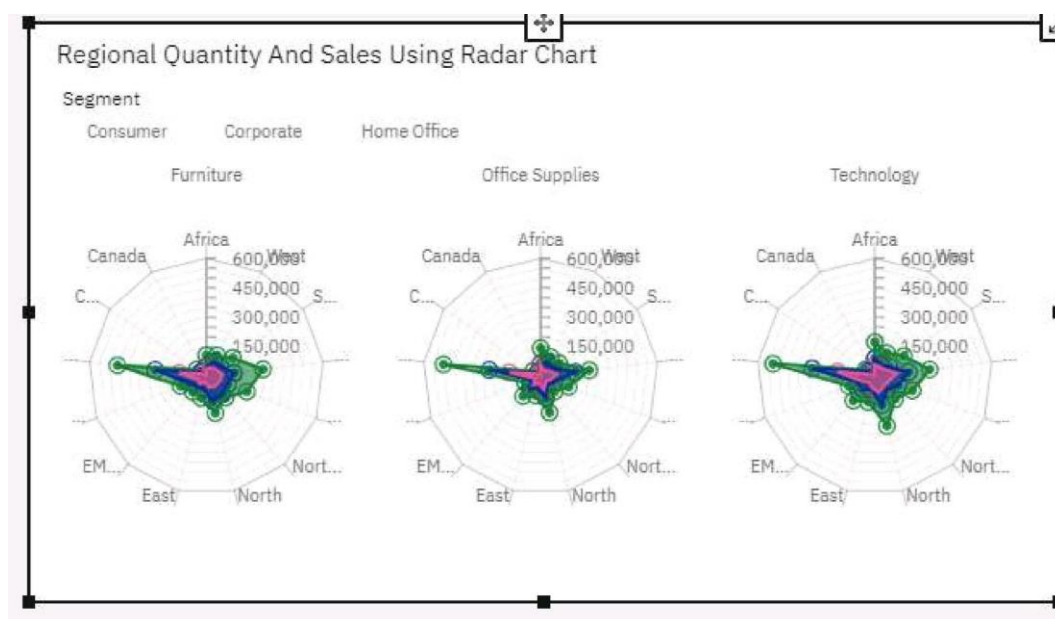 Regional Quantity And Sales Using Radar Chart
Segment
Consumer Corporate Home Office
Furniture Office Supplies Technology
Africa Africa Africa
Canada 600,000 West Canada 600,000 West Canada 600,000 West
C... 450,000 S... C... 450,000 S... C... 450,000 S...
300,000 300,000 300,000
150,000 150,000 150,000
EM... Nort... EM... Nort... EM... Nort...
East North East North East North